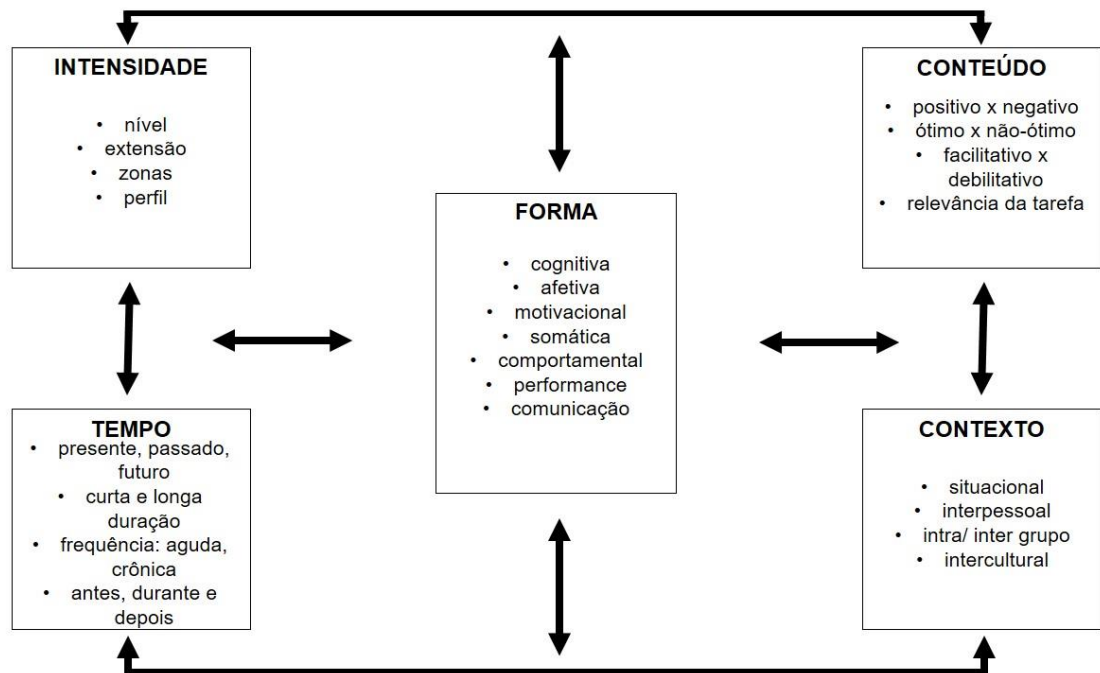 INTENSIDADE
• nível
• extensão
• zonas
• perfil
CONTEÚDO
• positivo x negativo
• ótimo x não-ótimo
• facilitativo x
debilitativo
• relevância da tarefa
FORMA
• cognitiva
• afetiva
• motivacional
• somática
• comportamental
• performance
• comunicação
TEMPO
• presente, passado,
futuro
• curta e longa
duração
• frequência: aguda,
crônica
• antes, durante e
depois
CONTEXTO
• situacional
• interpessoal
• intra/ inter grupo
• intercultural